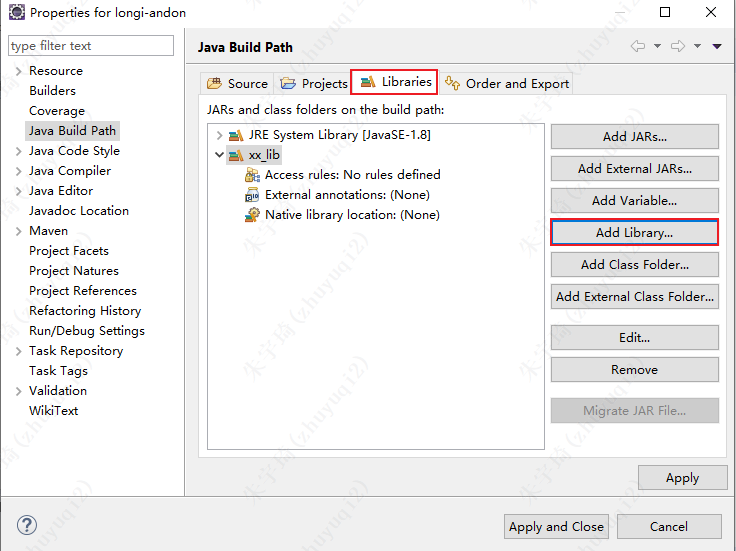 Properties for longi-andon
type filter text
Resource
Builders
Coverage
Java Build Path
Java Code Style
Java Compiler
Java Editor
Javadoc Location
Maven
Project Facets
Project Natures
Project References
Refactoring History
Run/Debug Settings
Task Repository
Task Tags
Validation
WikiText
Java Build Path
Source Projects Libraries Order and Export
JARs and class folders on the build path:
JRE System Library [JavaSE-1.8]
xx_lib
Access rules: No rules defined
External annotations: (None)
Native library location: (None)
Add JARs...
Add External JARs...
Add Variable...
Add Library...
Add Class Folder...
Add External Class Folder...
Edit...
Remove
Migrate JAR File...
Apply
Apply and Close Cancel
朱宇琦(zhuyuqi2)